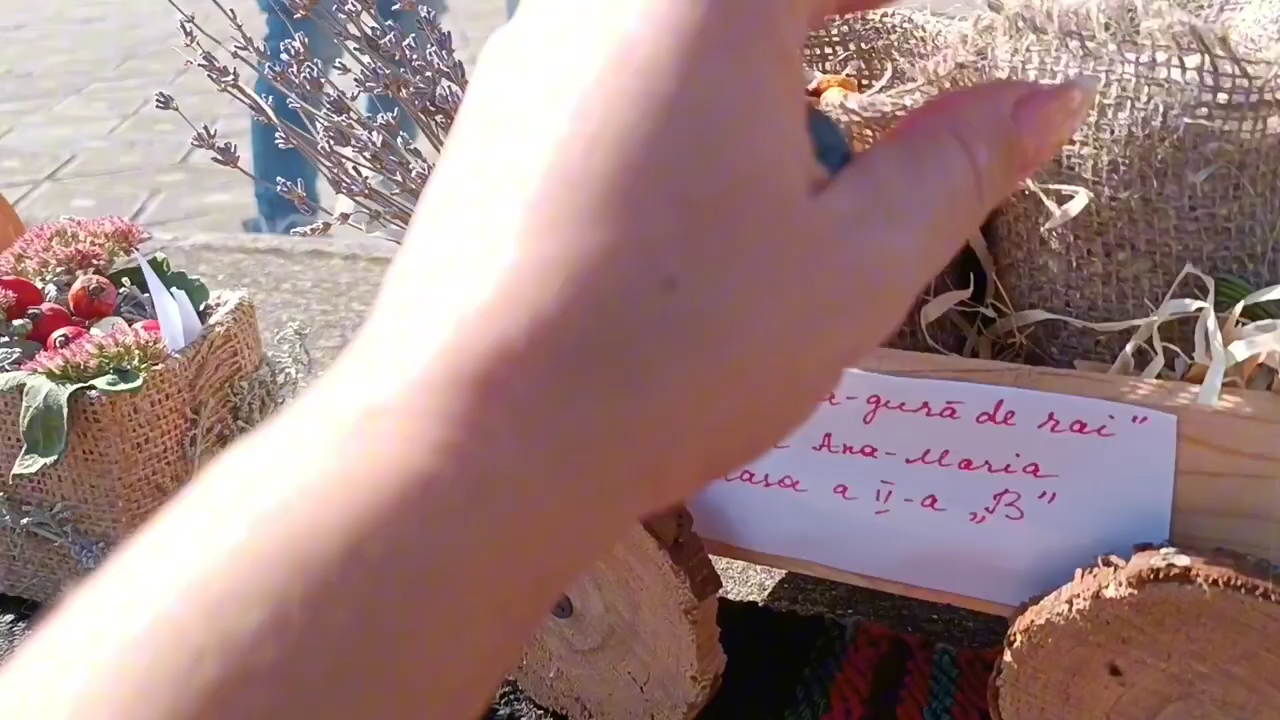 -gură de rai"
Ana-Maria
a II-a „B"